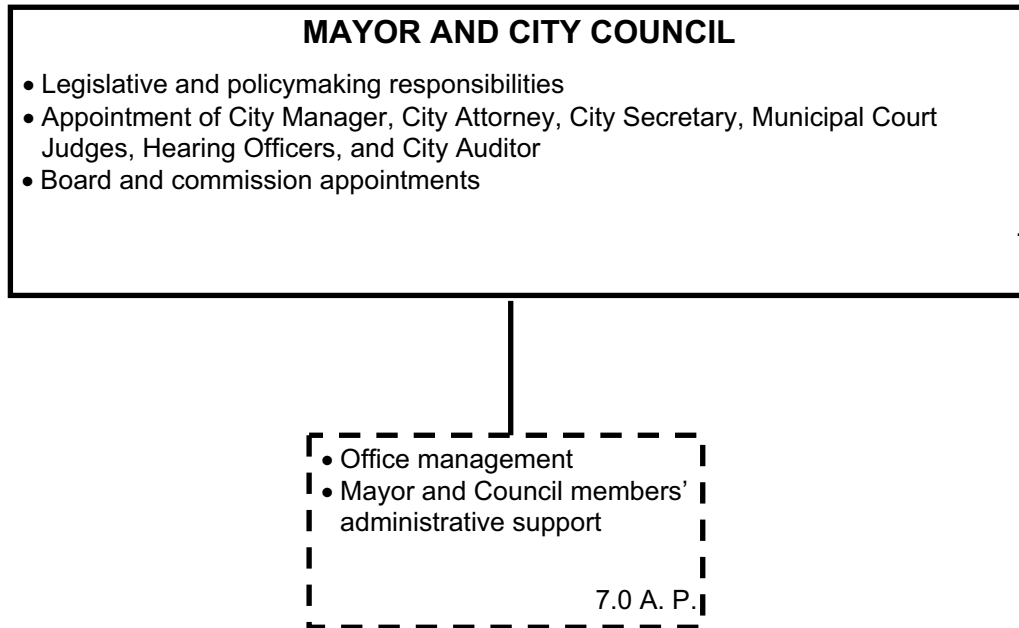 MAYOR AND CITY COUNCIL
• Legislative and policymaking responsibilities
• Appointment of City Manager, City Attorney, City Secretary, Municipal Court
Judges, Hearing Officers, and City Auditor
• Board and commission appointments
• Office management
• Mayor and Council members’
administrative support
7.0 A. P.